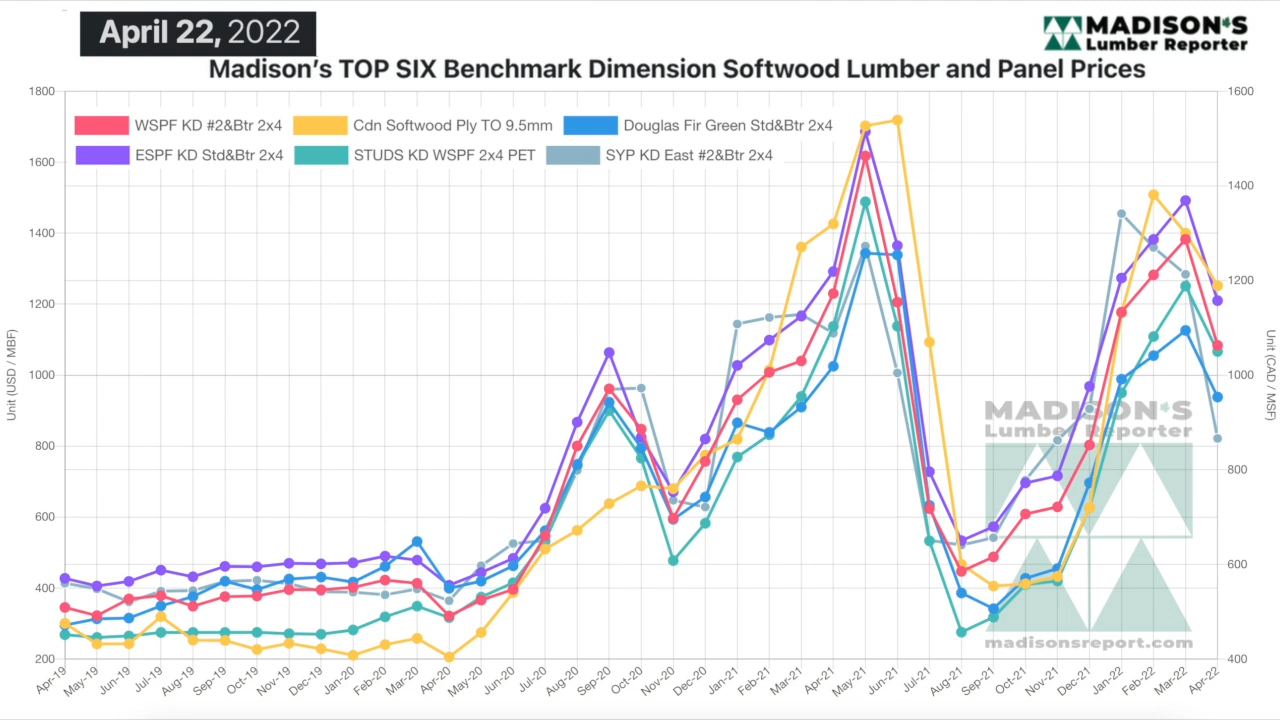 April 22, 2022
MADISON'S
Lumber Reporter
Madison's TOP SIX Benchmark Dimension Softwood Lumber and Panel Prices
WSPF KD #2&Btr 2x4
Cdn Softwood Ply TO 9.5mm
Douglas Fir Green Std&Btr 2x4
ESPF KD Std&Btr 2x4
STUDS KD WSPF 2x4 PET
SYP KD East #2&Btr 2x4
1800
1600
1400
1200
1000
800
600
400
200
Unit (USD / MBF)
1600
1400
1200
1000
800
600
400
Unit (CAD / MSF)
MADISON'S
Lumber Reporter
madisonsreport.com
Apr-19
May-19
Jun-19
Jul-19
Aug-19
Sep-19
Oct-19
Nov-19
Dec-19
Jan-20
Feb-20
Mar-20
Apr-20
May-20
Jun-20
Jul-20
Aug-20
Sep-20
Oct-20
Nov-20
Dec-20
Jan-21
Feb-21
Mar-21
Apr-21
May-21
Jun-21
Jul-21
Aug-21
Sep-21
Oct-21
Nov-21
Dec-21
Jan-22
Feb-22
Mar-22
Apr-22